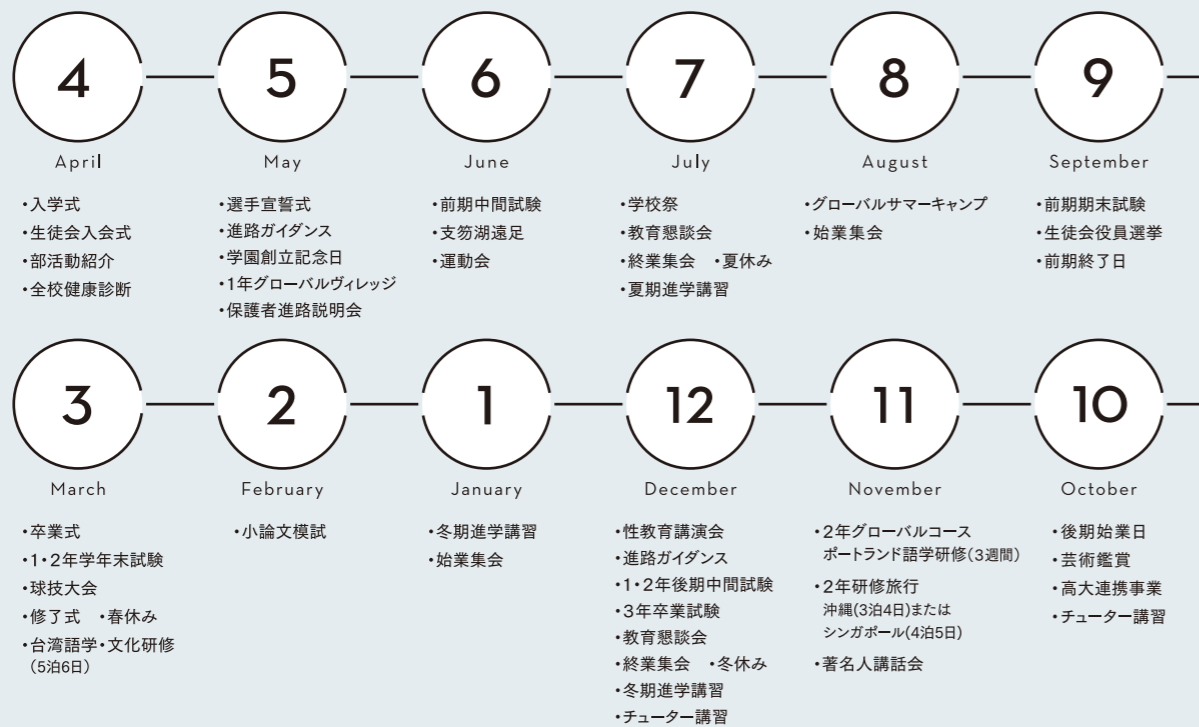 4
April
・入学式
・生徒会入会式
・部活動紹介
・全校健康診断
5
May
・選手宣誓式
・進路ガイダンス
・学園創立記念日
・1年グローバルヴィレッジ
・保護者進路説明会
6
June
・前期中間試験
・支笏湖遠足
・運動会
7
July
・学校祭
・教育懇談会
・終業集会 ・夏休み
・夏期進学講習
8
August
・グローバルサマーキャンプ
・始業集会
9
September
・前期期末試験
・生徒会役員選挙
・前期終了日
3
March
・卒業式
・1・2年学年末試験
・球技大会
・修了式 ・春休み
・台湾語学・文化研修
(5泊6日)
2
February
・小論文模試
1
January
・冬期進学講習
・始業集会
12
December
・性教育講演会
・進路ガイダンス
・1・2年後期中間試験
・3年卒業試験
・教育懇談会
・終業集会 ・冬休み
・冬期進学講習
・チューター講習
11
November
・2年グローバルコース
ポートランド語学研修(3週間)
・2年研修旅行
沖縄(3泊4日)または
シンガポール(4泊5日)
・著名人講話会
10
October
・後期始業日
・芸術鑑賞
・高大連携事業
・チューター講習